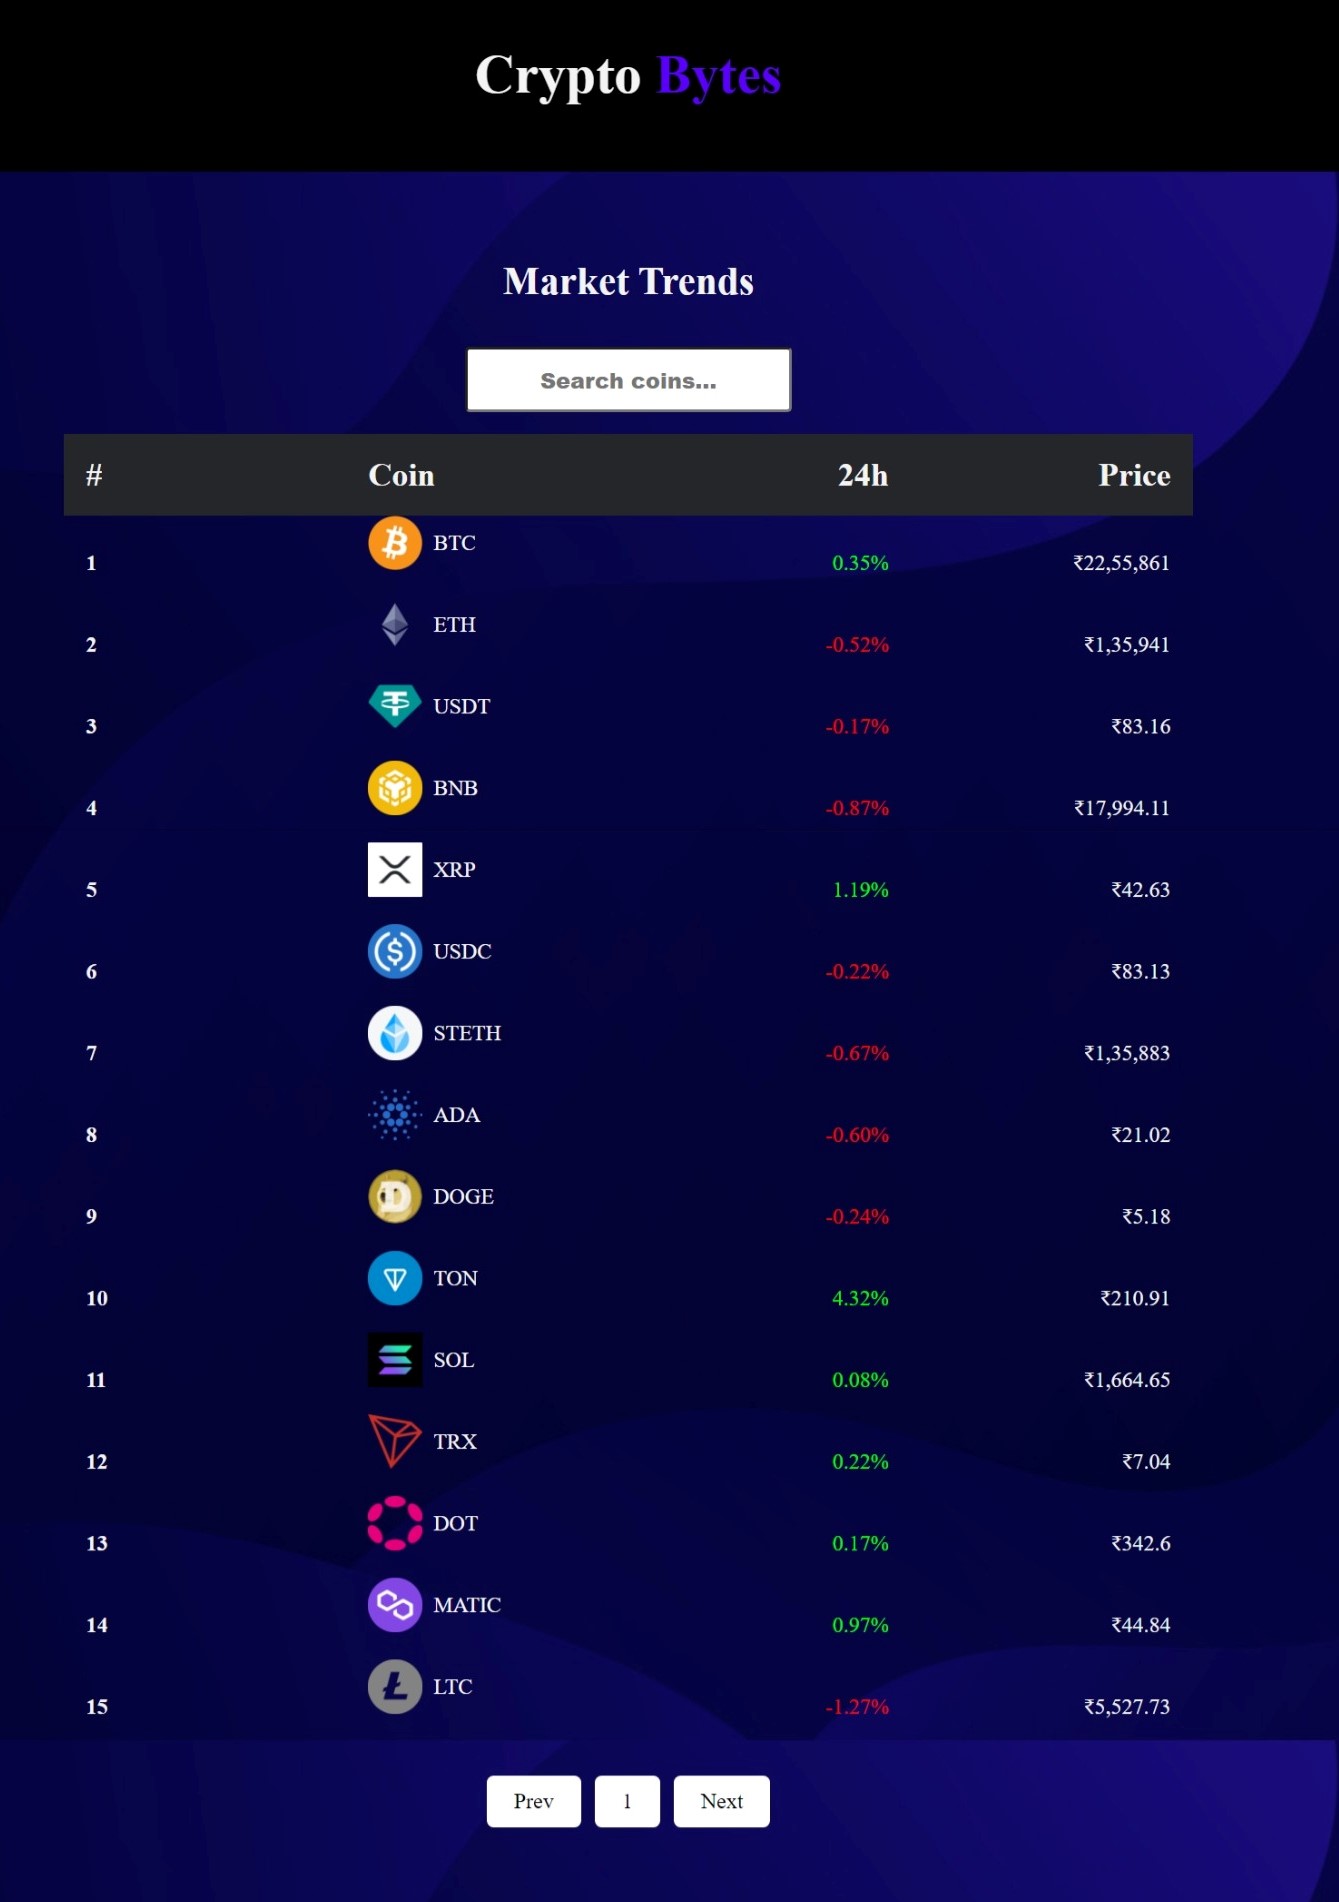 Crypto Bytes
Market Trends
Search coins...
# Coin 24h Price
1 BTC 0.35% ₹22,55,861
2 ETH -0.52% ₹1,35,941
3 USDT -0.17% ₹83.16
4 BNB -0.87% ₹17,994.11
5 XRP 1.19% ₹42.63
6 USDC -0.22% ₹83.13
7 STETH -0.67% ₹1,35,883
8 ADA -0.60% ₹21.02
9 DOGE -0.24% ₹5.18
10 TON 4.32% ₹210.91
11 SOL 0.08% ₹1,664.65
12 TRX 0.22% ₹7.04
13 DOT 0.17% ₹342.6
14 MATIC 0.97% ₹44.84
15 LTC -1.27% ₹5,527.73
Prev 1 Next